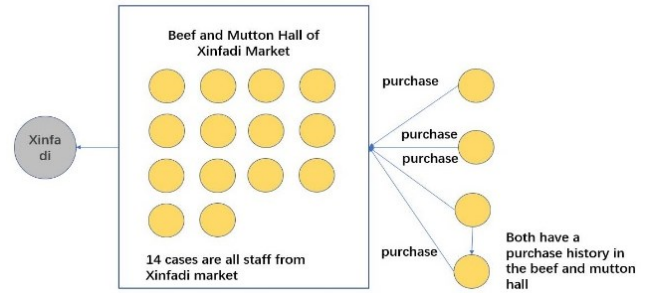 Beef and Mutton Hall of
Xinfadi Market
purchase
Xinfa
di
purchase
purchase
purchase
Both have a
purchase history in
the beef and mutton
hall
14 cases are all staff from
Xinfadi market